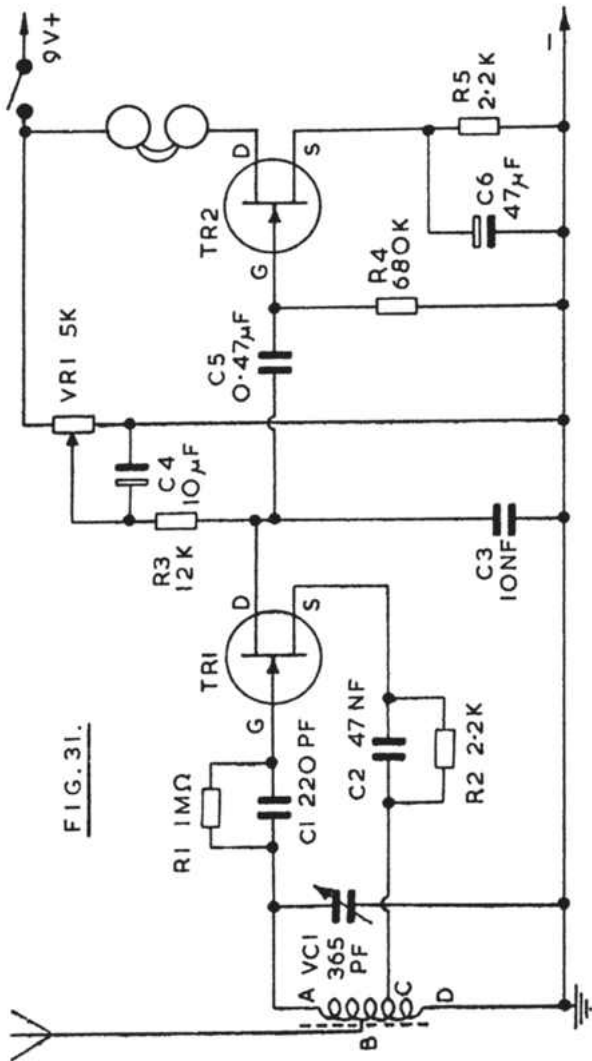 FIG.31.
R1 1MΩ
C1 220PF
VC1
365
PF
A
B
C
D
G
TR1
D
S
C2 47NF
R2 2.2K
R3
12K
C4
10µF
VR1 5K
C3
10NF
C5
0.47µF
G
TR2
D
S
R4
680K
C6
47µF
R5
2.2K
9V+
−